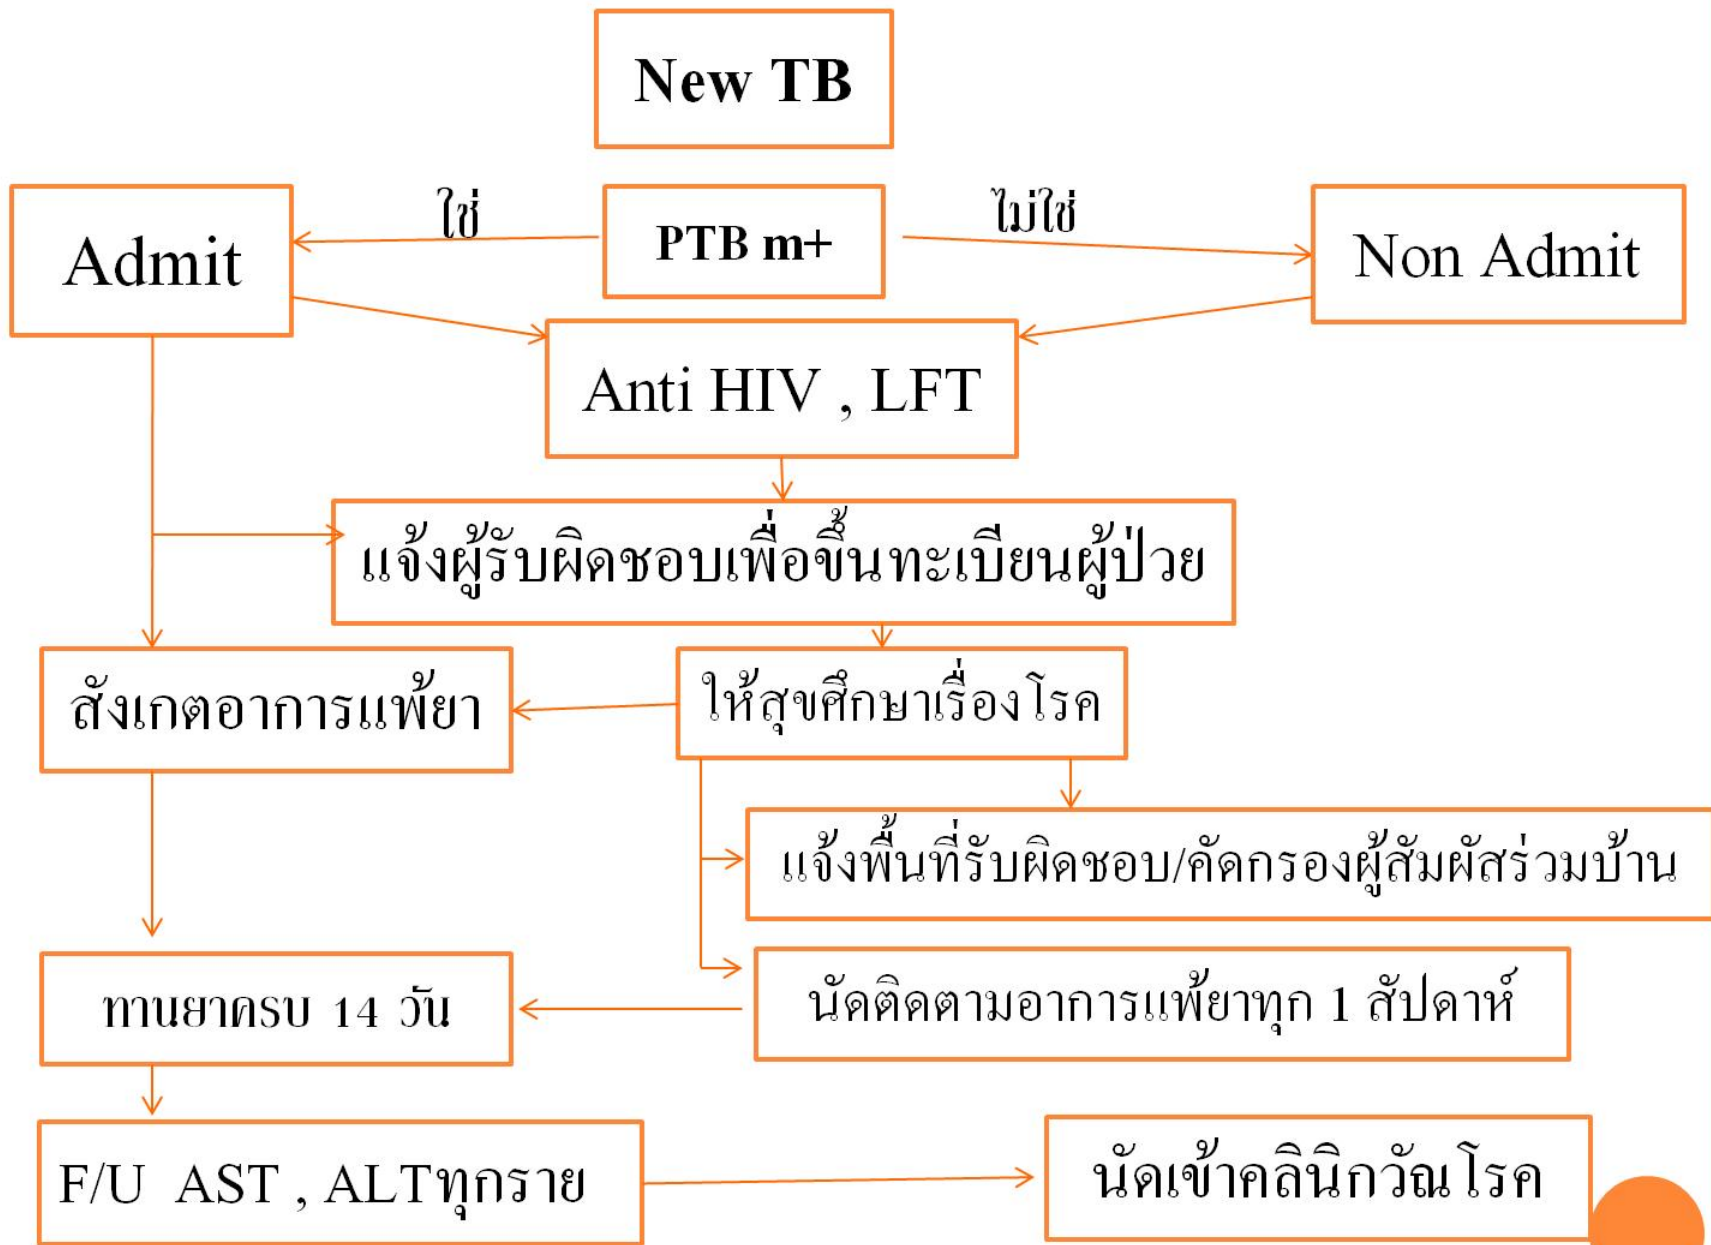 New TB
ใช่
ไม่ใช่
Admit
PTB m+
Non Admit
Anti HIV , LFT
แจ้งผู้รับผิดชอบเพื่อขึ้นทะเบียนผู้ป่วย
สังเกตอาการแพ้ยา
ให้สุขศึกษาเรื่องโรค
แจ้งพื้นที่รับผิดชอบ/คัดกรองผู้สัมผัสร่วมบ้าน
ทานยาครบ 14 วัน
นัดติดตามอาการแพ้ยาทุก 1 สัปดาห์
F/U AST , ALTทุกราย
นัดเข้าคลินิกวัณโรค